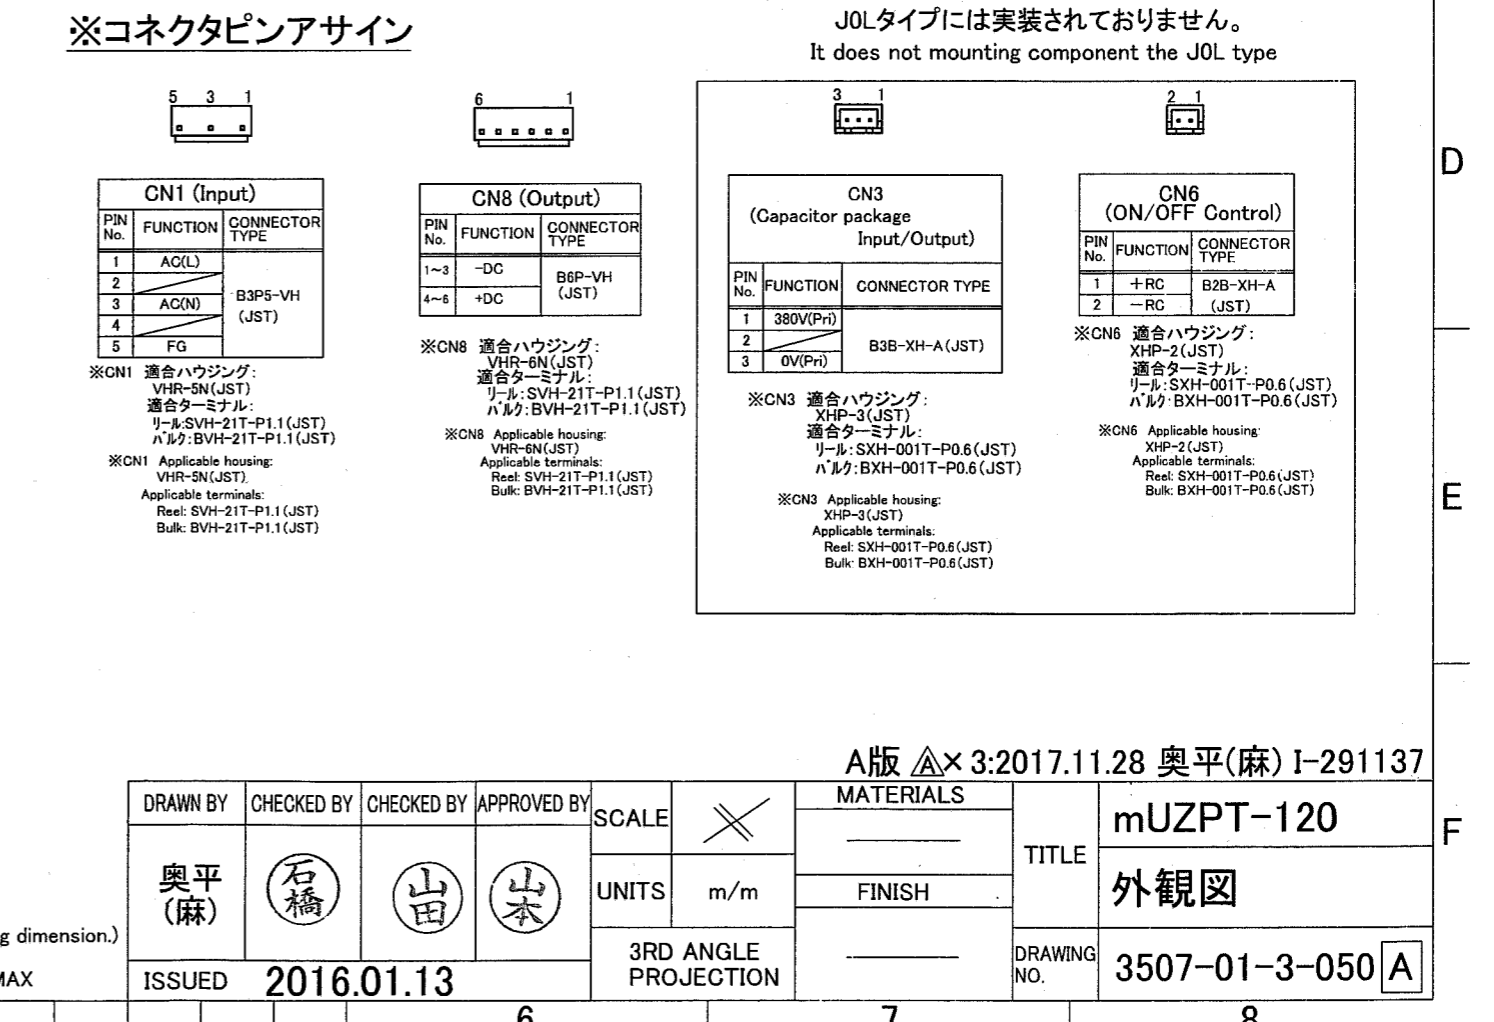 ※コネクタピンアサイン
J0Lタイプには実装されておりません。
It does not mounting component the J0L type
5 3 1
CN1 (Input)
PIN No. FUNCTION CONNECTOR TYPE
1 AC(L) B3P5-VH (JST)
2
3 AC(N)
4
5 FG
※CN1 適合ハウジング:
VHR-5N(JST)
適合ターミナル:
リール:SVH-21T-P1.1(JST)
バルク:BVH-21T-P1.1(JST)
※CN1 Applicable housing:
VHR-5N(JST)
Applicable terminals:
Reel: SVH-21T-P1.1(JST)
Bulk: BVH-21T-P1.1(JST)
6 1
CN8 (Output)
PIN No. FUNCTION CONNECTOR TYPE
1~3 -DC B6P-VH (JST)
4~6 +DC
※CN8 適合ハウジング:
VHR-6N(JST)
適合ターミナル:
リール:SVH-21T-P1.1(JST)
バルク:BVH-21T-P1.1(JST)
※CN8 Applicable housing:
VHR-6N(JST)
Applicable terminals:
Reel: SVH-21T-P1.1(JST)
Bulk: BVH-21T-P1.1(JST)
3 1
CN3
(Capacitor package
Input/Output)
PIN No. FUNCTION CONNECTOR TYPE
1 380V(Pri) B3B-XH-A(JST)
2
3 0V(Pri)
※CN3 適合ハウジング:
XHP-3(JST)
適合ターミナル:
リール:SXH-001T-P0.6(JST)
バルク:BXH-001T-P0.6(JST)
※CN3 Applicable housing:
XHP-3(JST)
Applicable terminals:
Reel: SXH-001T-P0.6(JST)
Bulk: BXH-001T-P0.6(JST)
2 1
CN6
(ON/OFF Control)
PIN No. FUNCTION CONNECTOR TYPE
1 +RC B2B-XH-A
2 -RC (JST)
※CN6 適合ハウジング:
XHP-2(JST)
適合ターミナル:
リール:SXH-001T-P0.6(JST)
バルク:BXH-001T-P0.6(JST)
※CN6 Applicable housing:
XHP-2(JST)
Applicable terminals:
Reel: SXH-001T-P0.6(JST)
Bulk: BXH-001T-P0.6(JST)
D
E
F
A版 A× 3:2017.11.28 奥平(麻) I-291137
DRAWN BY CHECKED BY CHECKED BY APPROVED BY
奥平
(麻)
石橋
山田
山本
ISSUED 2016.01.13
SCALE
UNITS m/m
3RD ANGLE
PROJECTION
MATERIALS
FINISH
TITLE
mUZPT-120
外観図
DRAWING NO. 3507-01-3-050 A
g dimension.)
MAX
6 7 8